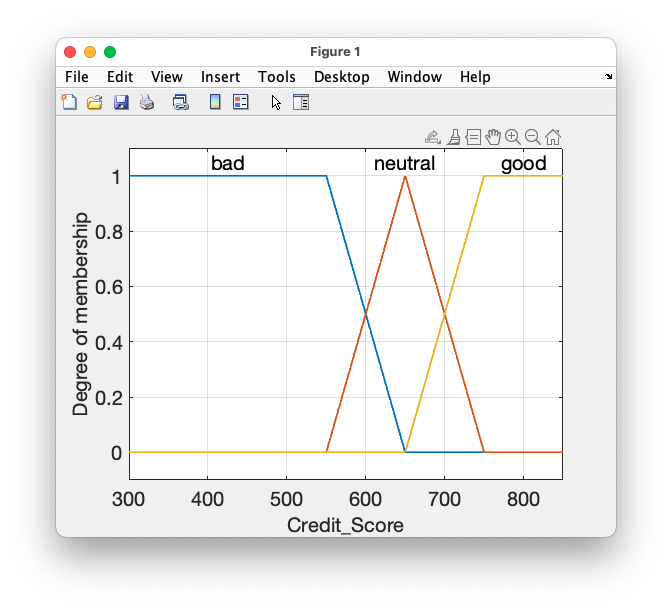 Figure 1
File Edit View Insert Tools Desktop Window Help
bad neutral good
1
0.8
0.6
0.4
0.2
0
Degree of membership
300 400 500 600 700 800
Credit_Score